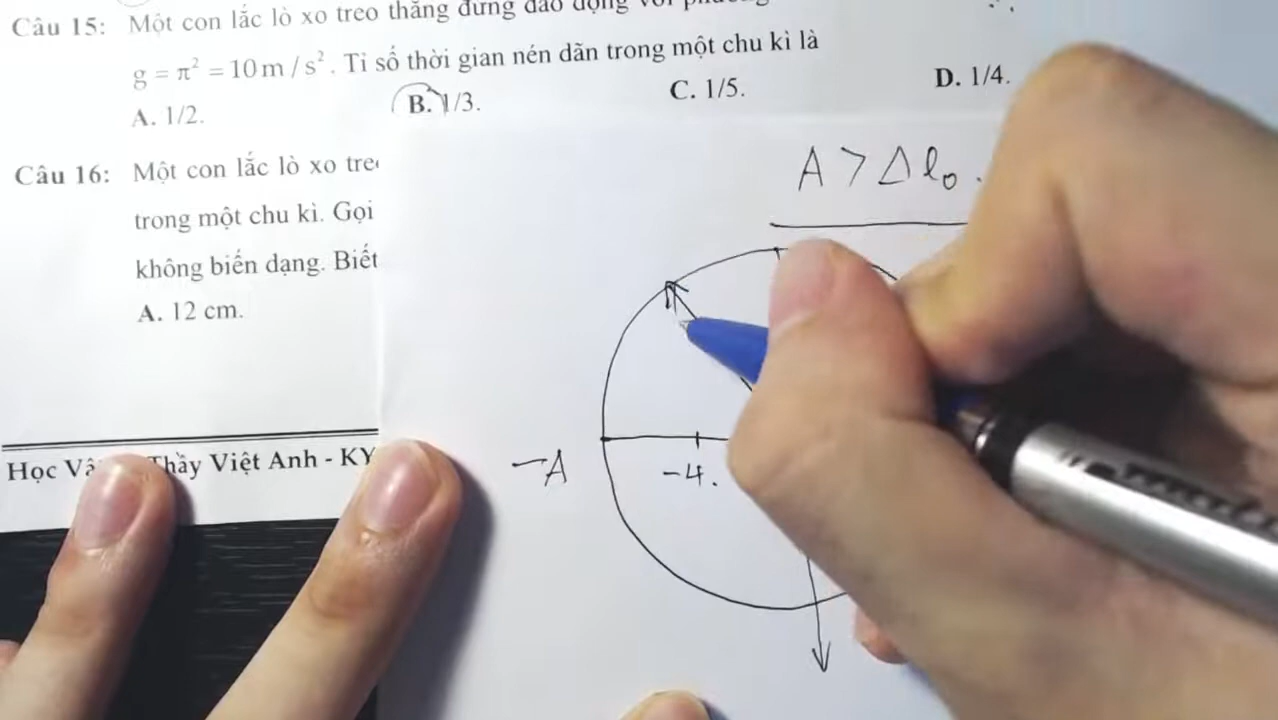 Câu 15: Một con lắc lò xo treo thẳng đứng dao động với
g = π² = 10 m / s². Tỉ số thời gian nén dãn trong một chu kì là
A. 1/2. B. 1/3. C. 1/5. D. 1/4.
A > Δl₀.
Câu 16: Một con lắc lò xo
trong một chu kì. Gọi
không biến dạng. Biết
A. 12 cm.
-A
-4.
Học Thầy Việt Anh - KY